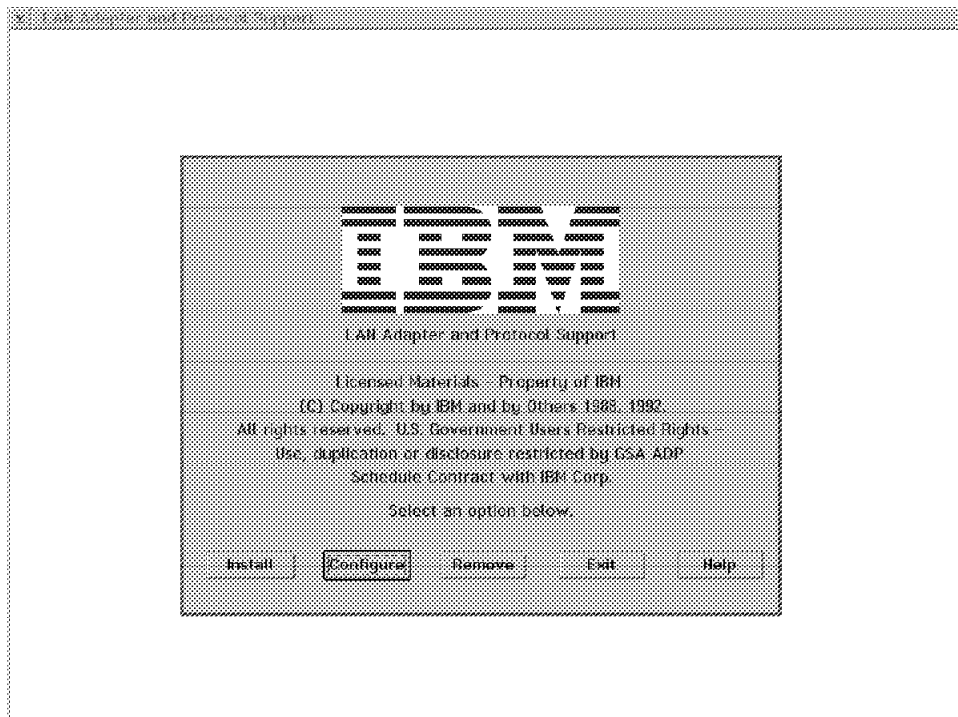 LAN Adapter and Protocol Support
IBM
LAN Adapter and Protocol Support
Licensed Materials - Property of IBM
(C) Copyright by IBM and by Others 1988, 1992.
All rights reserved. U.S. Government Users Restricted Rights -
Use, duplication or disclosure restricted by GSA ADP
Schedule Contract with IBM Corp.
Select an option below.
Install Configure Remove Exit Help